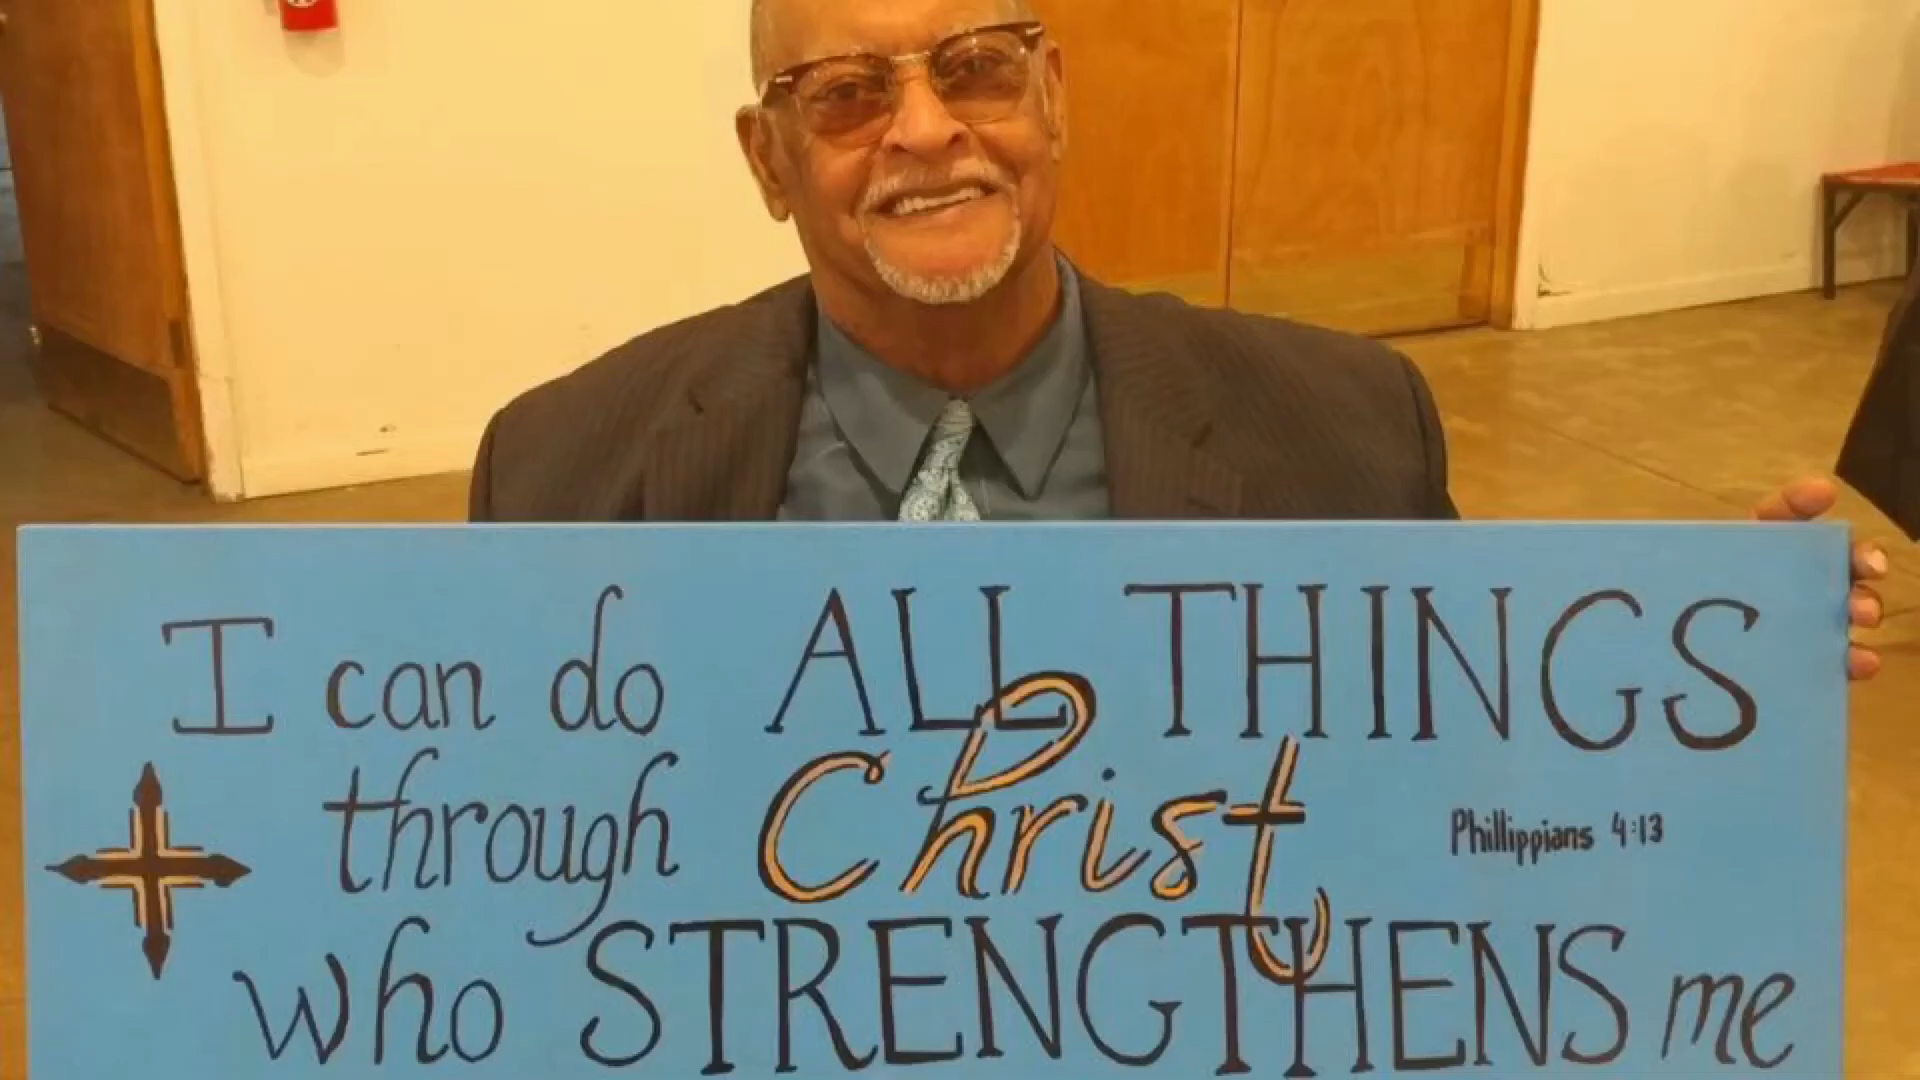 I can do ALL THINGS
through Christ
Phillippians 4:13
who STRENGTHENS me